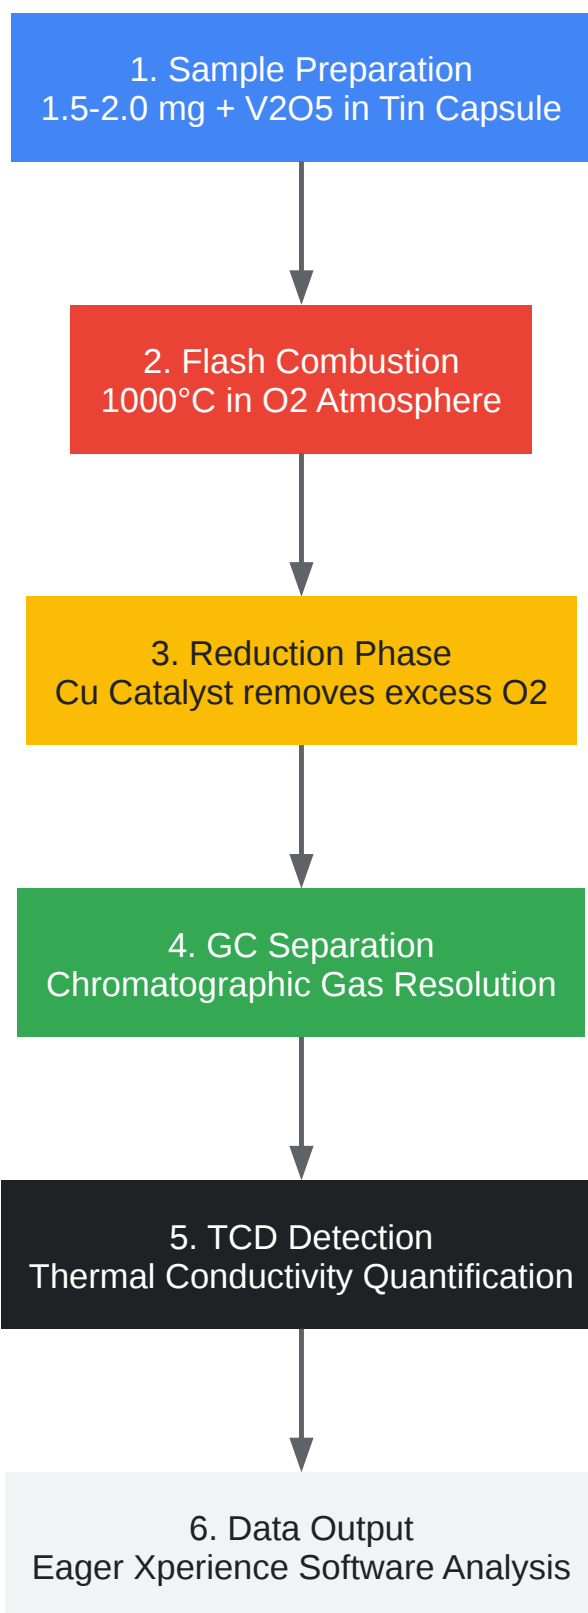 1. Sample Preparation
1.5-2.0 mg + V2O5 in Tin Capsule
2. Flash Combustion
1000°C in O2 Atmosphere
3. Reduction Phase
Cu Catalyst removes excess O2
4. GC Separation
Chromatographic Gas Resolution
5. TCD Detection
Thermal Conductivity Quantification
6. Data Output
Eager Xperience Software Analysis